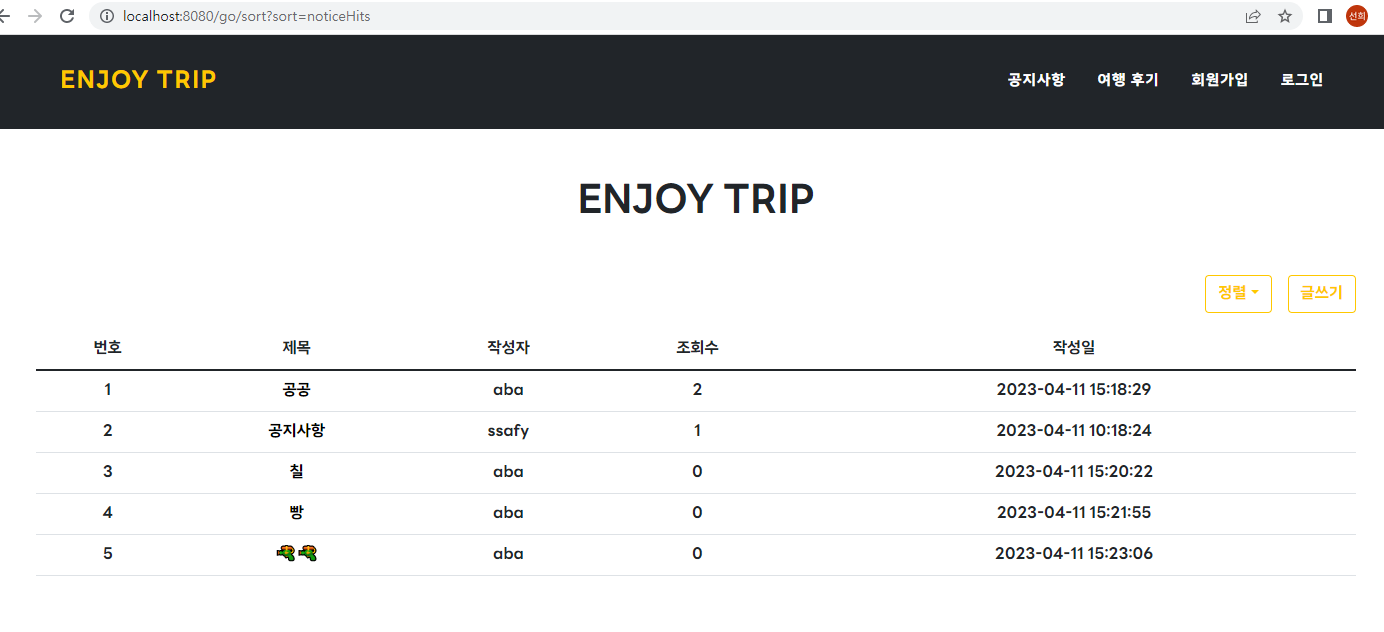 localhost:8080/go/sort?sort=noticeHits
선희
ENJOY TRIP 공지사항 여행 후기 회원가입 로그인
ENJOY TRIP
정렬 글쓰기
번호 제목 작성자 조회수 작성일
1 공공 aba 2 2023-04-11 15:18:29
2 공지사항 ssafy 1 2023-04-11 10:18:24
3 칠 aba 0 2023-04-11 15:20:22
4 빵 aba 0 2023-04-11 15:21:55
5 🔫🔫 aba 0 2023-04-11 15:23:06